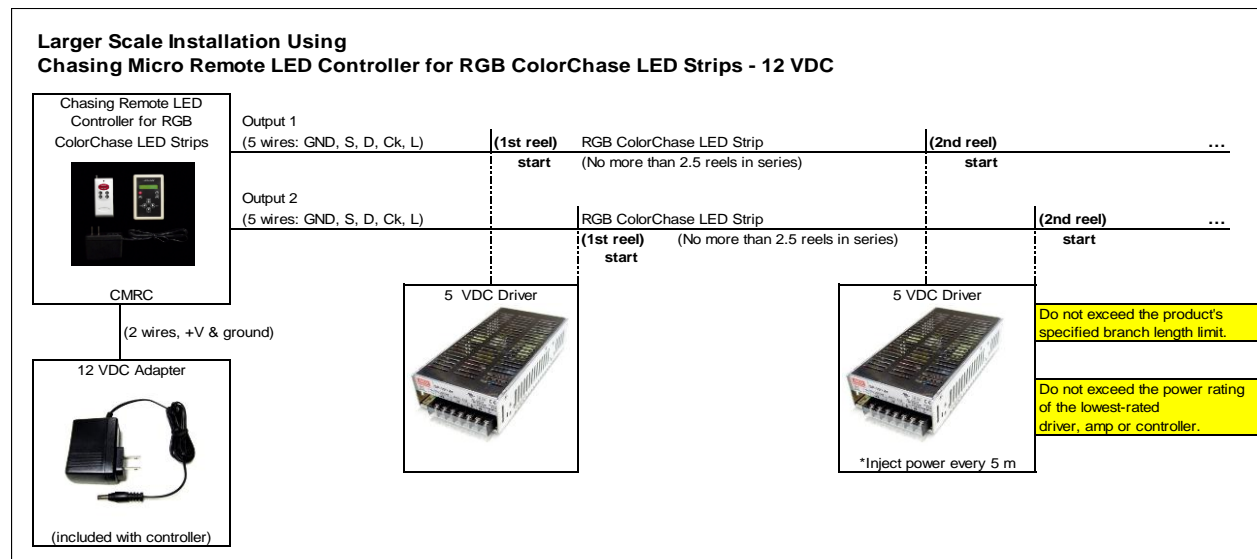 Larger Scale Installation Using
Chasing Micro Remote LED Controller for RGB ColorChase LED Strips - 12 VDC
Chasing Remote LED
Controller for RGB
ColorChase LED Strips
CMRC
(2 wires, +V & ground)
12 VDC Adapter
(included with controller)
Output 1
(5 wires: GND, S, D, Ck, L)
(1st reel)
start
RGB ColorChase LED Strip
(No more than 2.5 reels in series)
(2nd reel)
start
...
Output 2
(5 wires: GND, S, D, Ck, L)
RGB ColorChase LED Strip
(1st reel)
start
(No more than 2.5 reels in series)
(2nd reel)
start
...
5 VDC Driver
5 VDC Driver
*Inject power every 5 m
Do not exceed the product's
specified branch length limit.
Do not exceed the power rating
of the lowest-rated
driver, amp or controller.